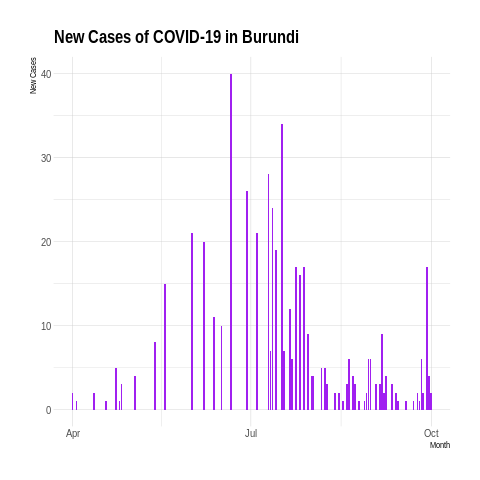 New Cases of COVID-19 in Burundi
New Cases
40
30
20
10
0
Apr
Jul
Oct
Month